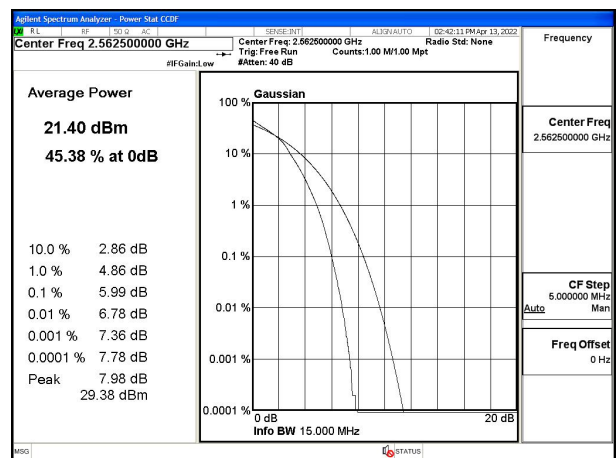 Agilent Spectrum Analyzer - Power Stat CCDF
RL RF 50 Ω AC SENSE:INT ALIGN AUTO 02:42:11 PM Apr 13, 2022
Center Freq 2.562500000 GHz
Center Freq: 2.562500000 GHz Radio Std: None
Trig: Free Run Counts:1.00 M/1.00 Mpt
#IFGain:Low #Atten: 40 dB
Frequency
Average Power
21.40 dBm
45.38 % at 0dB
10.0 % 2.86 dB
1.0 % 4.86 dB
0.1 % 5.99 dB
0.01 % 6.78 dB
0.001 % 7.36 dB
0.0001 % 7.78 dB
Peak 7.98 dB
29.38 dBm
Gaussian
100 %
10 %
1 %
0.1 %
0.01 %
0.001 %
0.0001 %
0 dB 20 dB
Info BW 15.000 MHz
Center Freq
2.562500000 GHz
CF Step
5.000000 MHz
Auto Man
Freq Offset
0 Hz
MSG STATUS